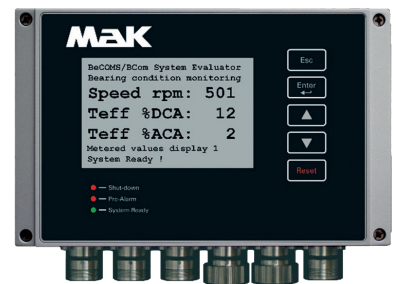 MaK
BeCOMS/BCom System Evaluator
Bearing condition monitoring
Speed rpm: 501
Teff %DCA: 12
Teff %ACA: 2
Metered values display 1
System Ready !
Esc
Enter
Reset
Shut-down
Pre-Alarm
System Ready